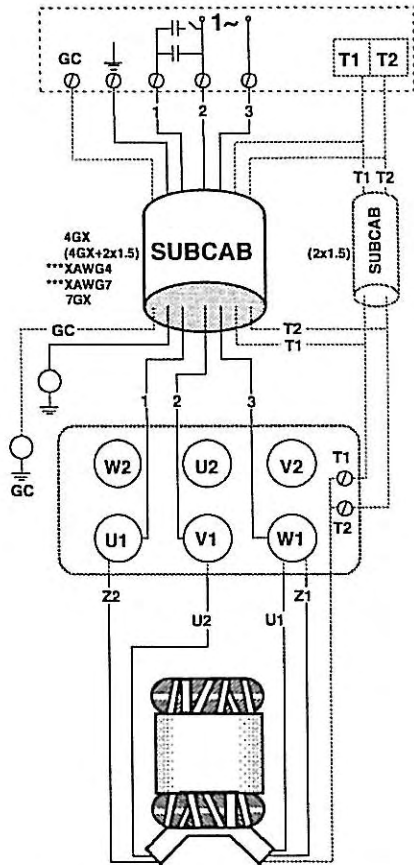 1~
T1 T2
GC
1 2 3
T1 T2
4GX
(4GX+2x1.5)
***XAWG4
***XAWG7
7GX
SUBCAB
(2x1.5)
SUBCAB
GC
T2
T1
1 2 3
GC
W2 U2 V2
T1
U1 V1 W1
T2
Z2 U2 U1 Z1